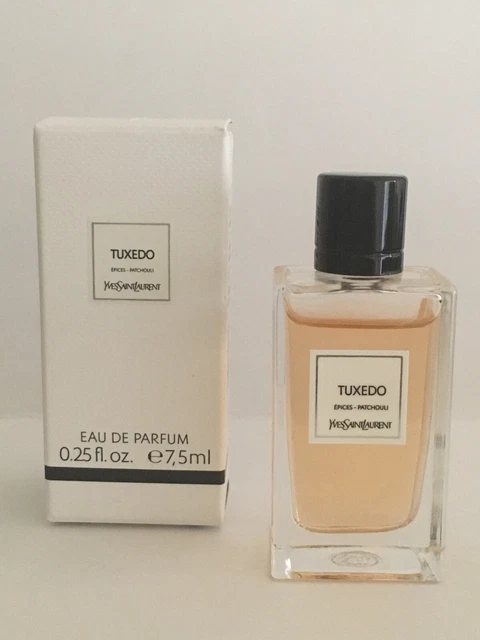 TUXEDO
ÉPICES - PATCHOULI
YVESSAINTLAURENT
EAU DE PARFUM
0.25 fl. oz. ℮7,5ml
TUXEDO
ÉPICES - PATCHOULI
YVESSAINTLAURENT